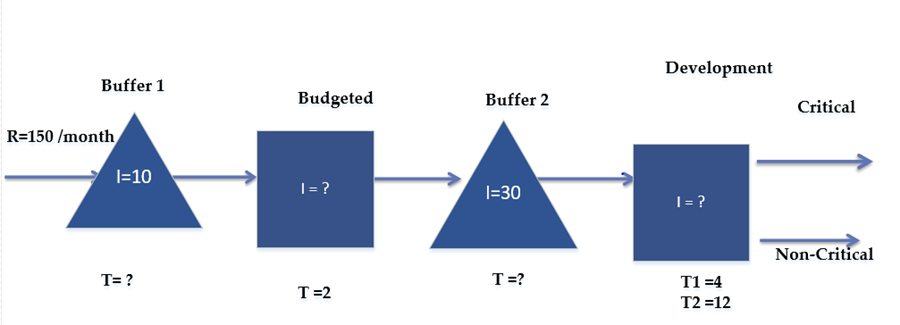 Buffer 1
Budgeted
Buffer 2
Development
Critical
R=150 /month
I=10
I = ?
I=30
I = ?
Non-Critical
T= ?
T =2
T =?
T1 =4
T2 =12